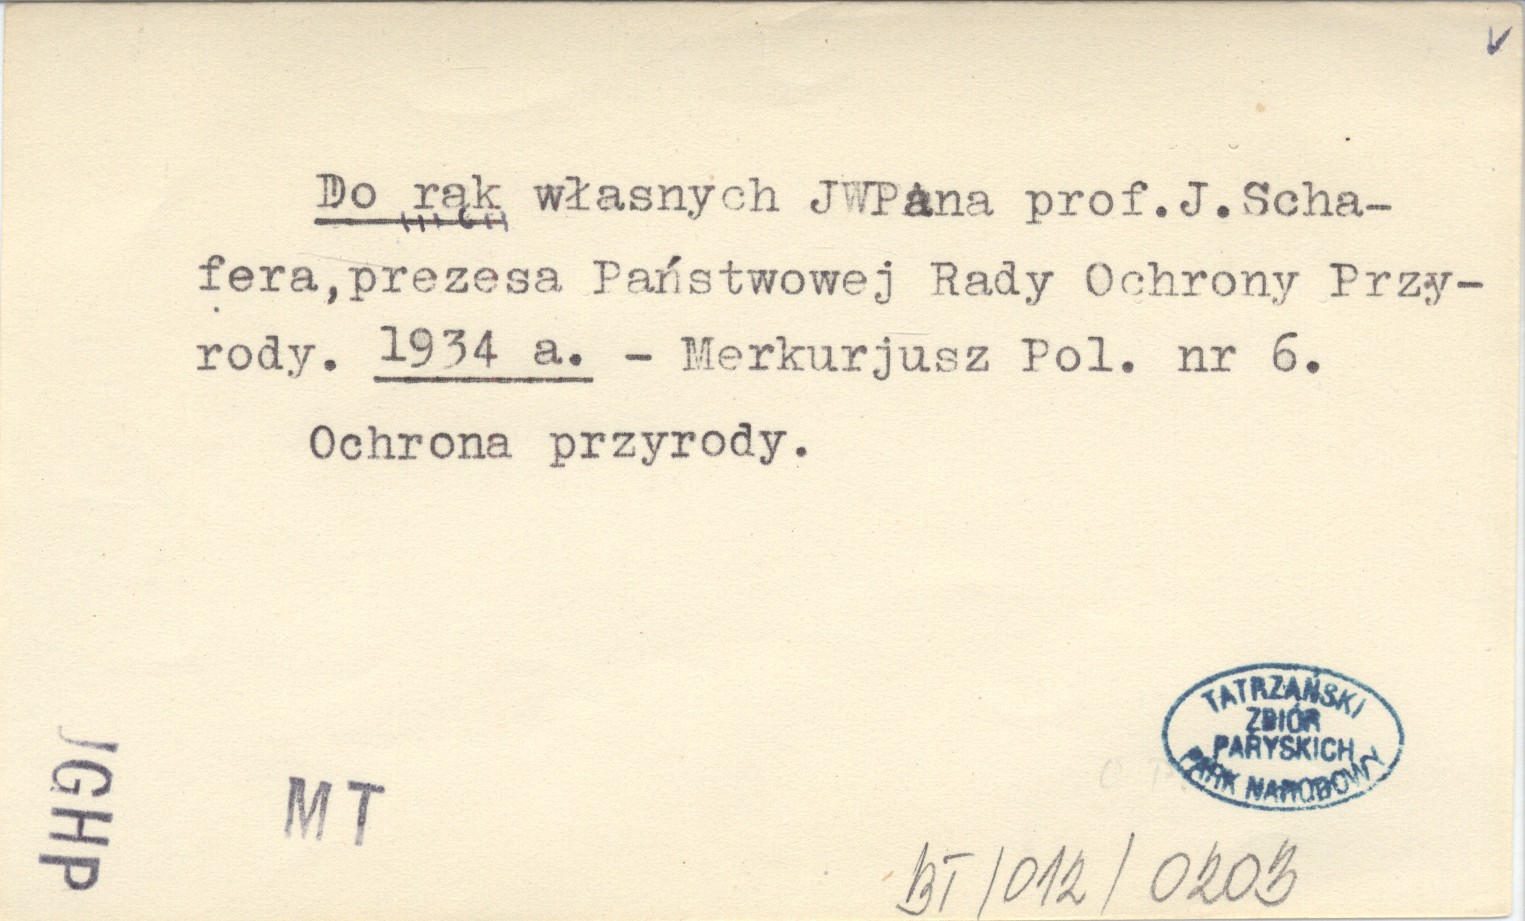 Do rąk własnych JWPana prof.J.Scha-
fera,prezesa Państwowej Rady Ochrony Przy-
rody. 1934 a. - Merkurjusz Pol. nr 6.
Ochrona przyrody.
TATRZAŃSKI
ZBIÓR
PARYSKICH
PARK NARODOWY
JGHP
MT
BT/012/0203